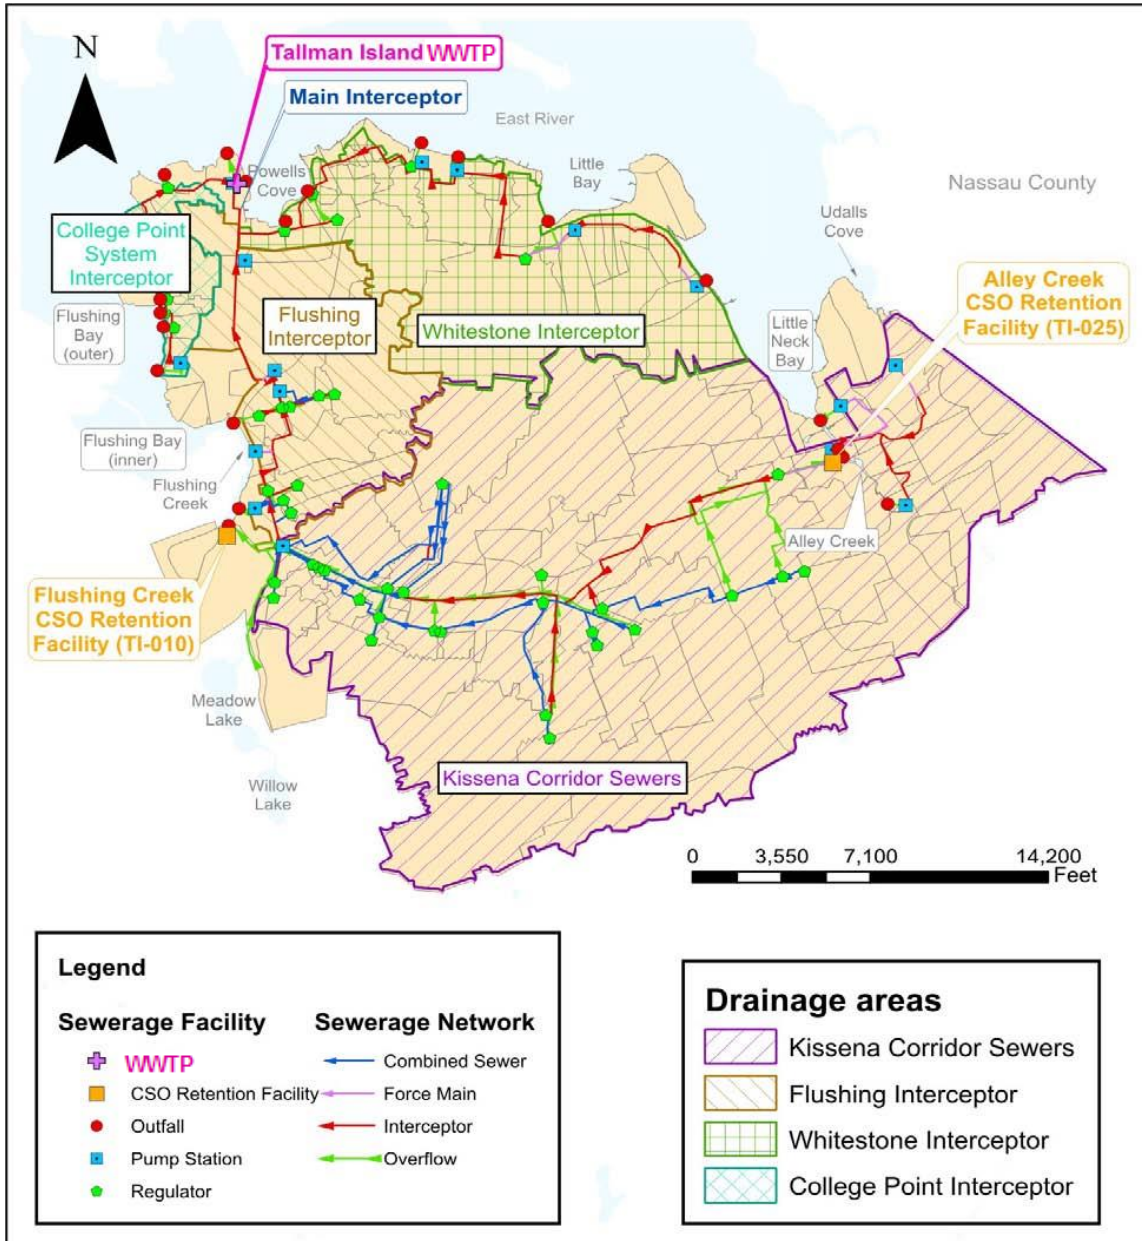 N
Tallman Island WWTP
Main Interceptor
East River
Powells
Cove
Little
Bay
Nassau County
Udalls
Cove
College Point
System
Interceptor
Alley Creek
CSO Retention
Facility (TI-025)
Flushing
Bay
(outer)
Flushing
Interceptor
Whitestone Interceptor
Little
Neck
Bay
Flushing Bay
(inner)
Flushing
Creek
Alley Creek
Flushing Creek
CSO Retention
Facility (TI-010)
Meadow
Lake
Willow
Lake
Kissena Corridor Sewers
0 3,550 7,100 14,200
Feet
Legend
Sewerage Facility
WWTP
CSO Retention Facility
Outfall
Pump Station
Regulator
Sewerage Network
Combined Sewer
Force Main
Interceptor
Overflow
Drainage areas
Kissena Corridor Sewers
Flushing Interceptor
Whitestone Interceptor
College Point Interceptor